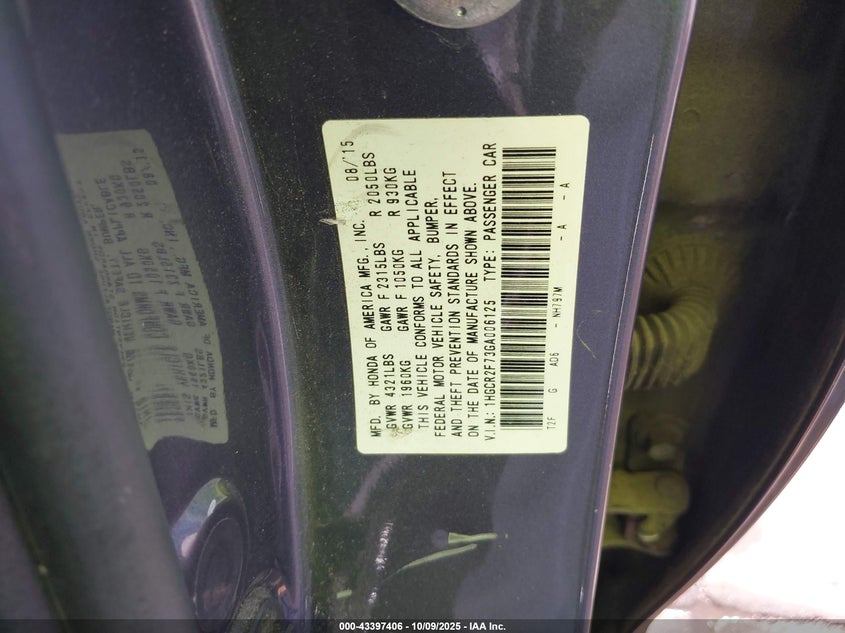 MFD. BY HONDA OF AMERICA MFG., INC. 08/'15
GVWR 4321LBS GAWR F 2315LBS R 2050LBS
GVWR 1960KG GAWR F 1050KG R 930KG
THIS VEHICLE CONFORMS TO ALL APPLICABLE
FEDERAL MOTOR VEHICLE SAFETY, BUMPER,
AND THEFT PREVENTION STANDARDS IN EFFECT
ON THE DATE OF MANUFACTURE SHOWN ABOVE.
V.I.N.: 1HGCR2F73GA006125 TYPE: PASSENGER CAR
T2F G A06 - NH797M - A - A
000-43397406 - 10/09/2025 - IAA Inc.